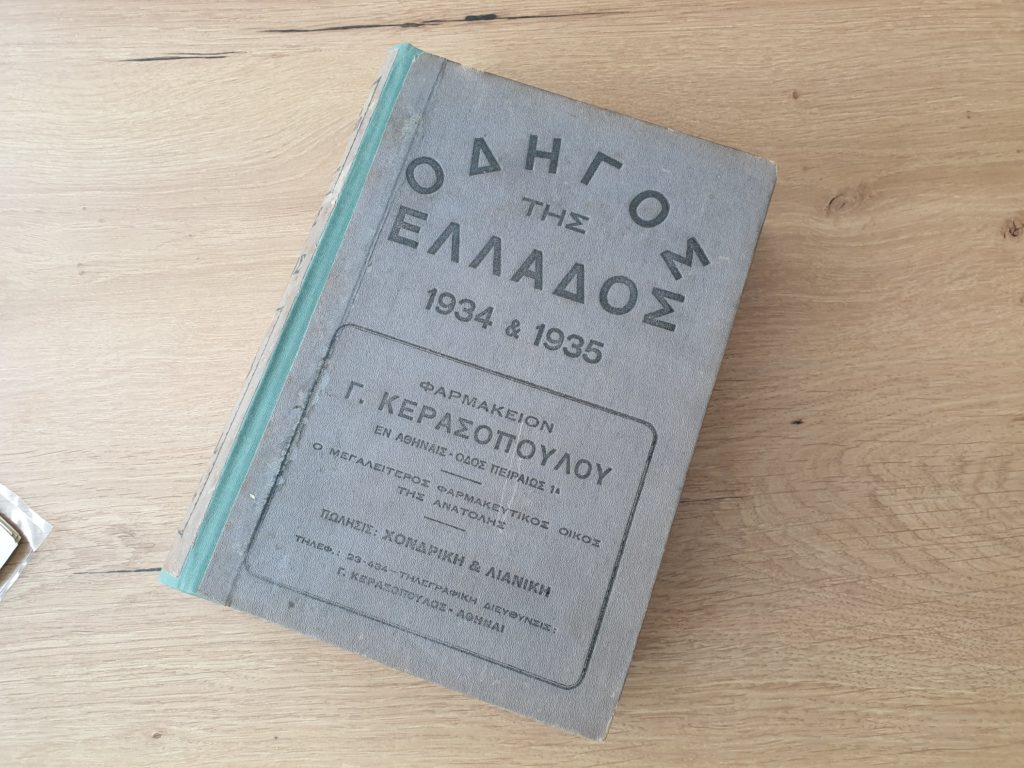 ΟΔΗΓΟΣ
ΤΗΣ
ΕΛΛΑΔΟΣ
1934 & 1935
ΦΑΡΜΑΚΕΙΟΝ
Γ. ΚΕΡΑΣΟΠΟΥΛΟΥ
ΕΝ ΑΘΗΝΑΙΣ - ΟΔΟΣ ΠΕΙΡΑΙΩΣ 1Α
Ο ΜΕΓΑΛΕΙΤΕΡΟΣ ΦΑΡΜΑΚΕΥΤΙΚΟΣ ΟΙΚΟΣ
ΤΗΣ ΑΝΑΤΟΛΗΣ
ΠΩΛΗΣΙΣ: ΧΟΝΔΡΙΚΗ & ΛΙΑΝΙΚΗ
ΤΗΛΕΦ.: 23-434 - ΤΗΛΕΓΡΑΦΙΚΗ ΔΙΕΥΘΥΝΣΙΣ:
Γ. ΚΕΡΑΣΟΠΟΥΛΟΣ - ΑΘΗΝΑΙ